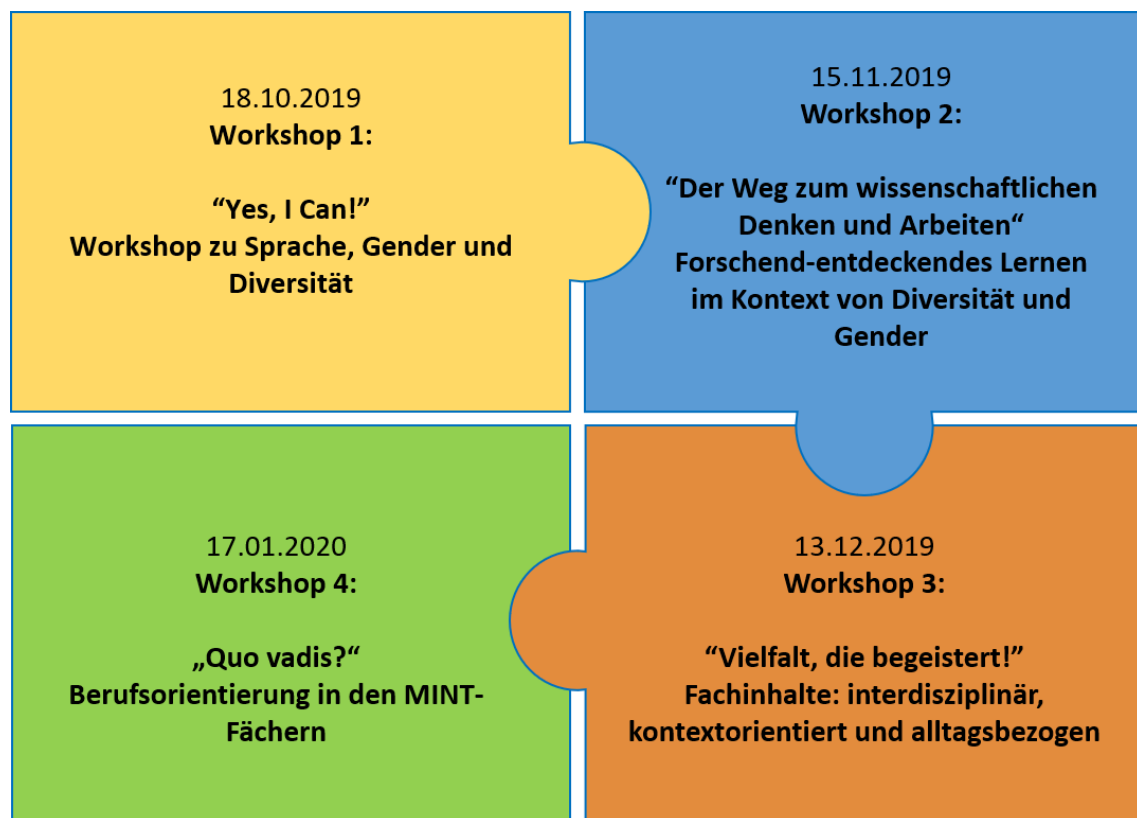 18.10.2019
Workshop 1:
“Yes, I Can!”
Workshop zu Sprache, Gender und
Diversität
15.11.2019
Workshop 2:
“Der Weg zum wissenschaftlichen
Denken und Arbeiten“
Forschend-entdeckendes Lernen
im Kontext von Diversität und
Gender
17.01.2020
Workshop 4:
„Quo vadis?“
Berufsorientierung in den MINT-
Fächern
13.12.2019
Workshop 3:
“Vielfalt, die begeistert!”
Fachinhalte: interdisziplinär,
kontextorientiert und alltagsbezogen